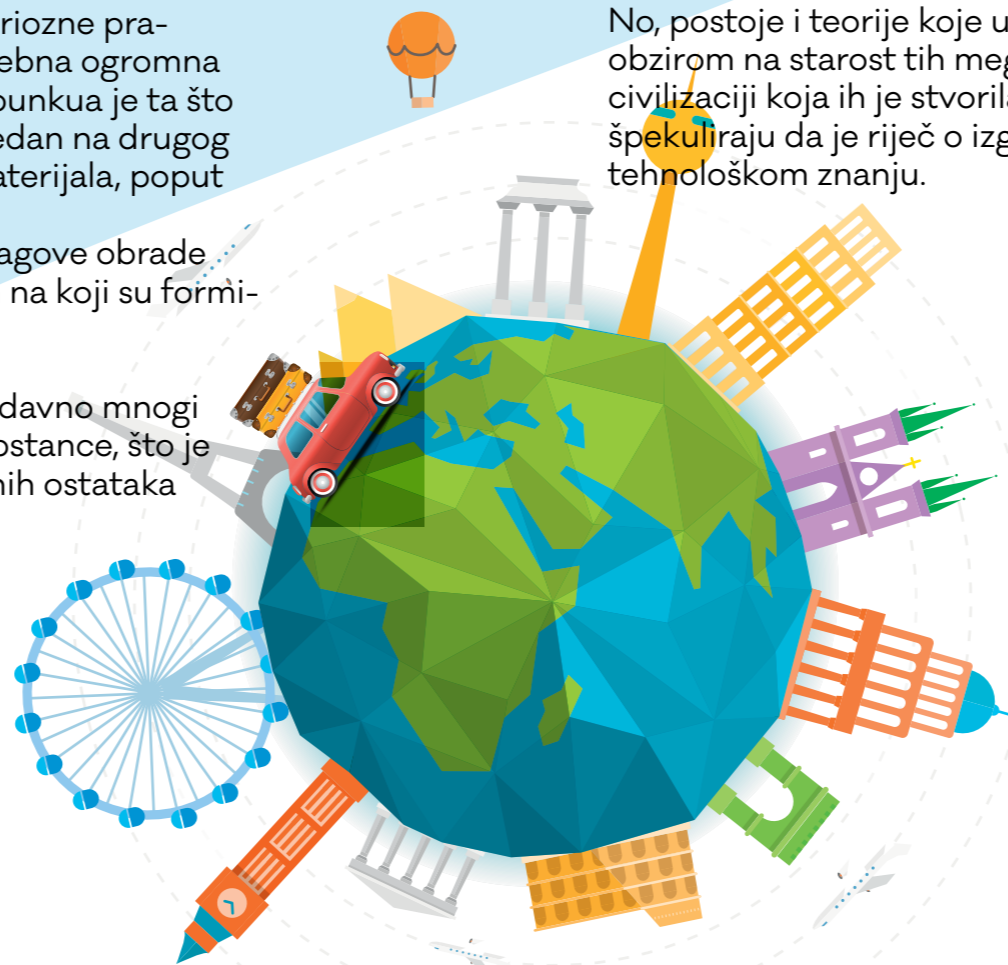 riozne pra-
ebna ogromna
punkua je ta što
edan na drugog
aterijala, poput
agove obrade
na koji su formi-
davno mnogi
ostance, što je
nih ostataka
No, postoje i teorije koje u
obzirom na starost tih meg
civilizaciji koja ih je stvorila
špekuliraju da je riječ o izg
tehnološkom znanju.